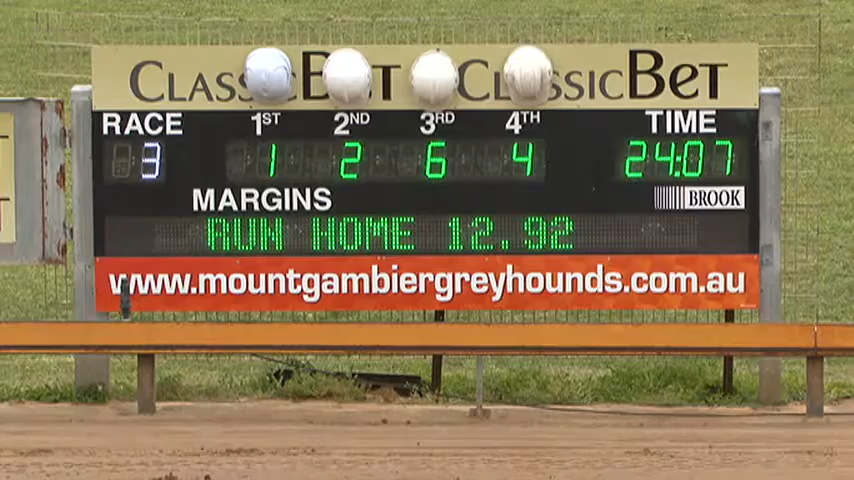 CLASSICBET CLASSICBET
RACE 1ST 2ND 3RD 4TH TIME
3 1 2 6 4 24:07
MARGINS BROOK
RUN HOME 12.92
www.mountgambiergreyhounds.com.au